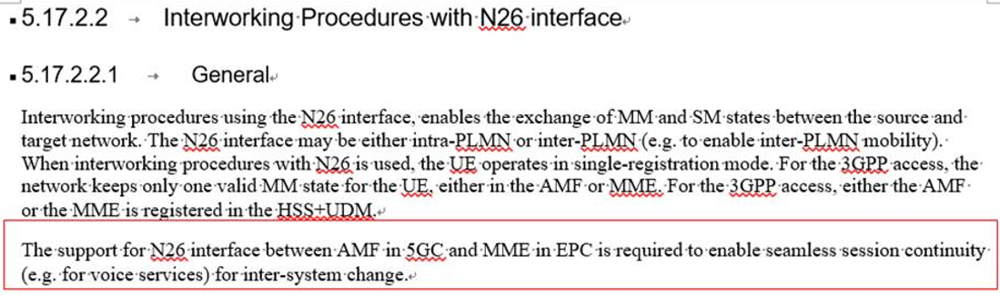 5.17.2.2 → Interworking Procedures with N26 interface
5.17.2.2.1 → General
Interworking procedures using the N26 interface, enables the exchange of MM and SM states between the source and
target network. The N26 interface may be either intra-PLMN or inter-PLMN (e.g. to enable inter-PLMN mobility).
When interworking procedures with N26 is used, the UE operates in single-registration mode. For the 3GPP access, the
network keeps only one valid MM state for the UE, either in the AMF or MME. For the 3GPP access, either the AMF
or the MME is registered in the HSS+UDM.
The support for N26 interface between AMF in 5GC and MME in EPC is required to enable seamless session continuity
(e.g. for voice services) for inter-system change.